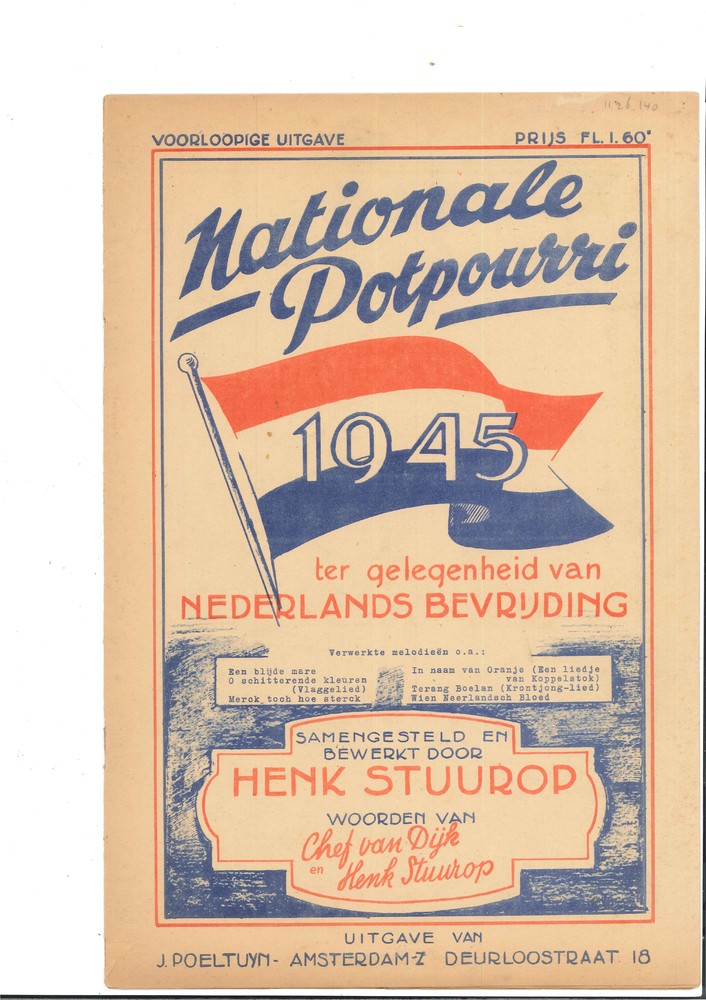 1126.140
VOORLOOPIGE UITGAVE PRIJS FL. 1.60
Nationale
Potpourri
1945
ter gelegenheid van
NEDERLANDS BEVRIJDING
Verwerkte melodieën o.a.:
Een blijde mare
O schitterende kleuren
(Vlaggelied)
Merck toch hoe sterck
In naam van Oranje (Een liedje
van Koppelstok)
Terang Boelan (Krontjong-lied)
Wien Neerlandsch Bloed
SAMENGESTELD EN
BEWERKT DOOR
HENK STUUROP
WOORDEN VAN
Chef van Dijk
en Henk Stuurop
UITGAVE VAN
J. POELTUYN - AMSTERDAM-Z DEURLOOSTRAAT 18